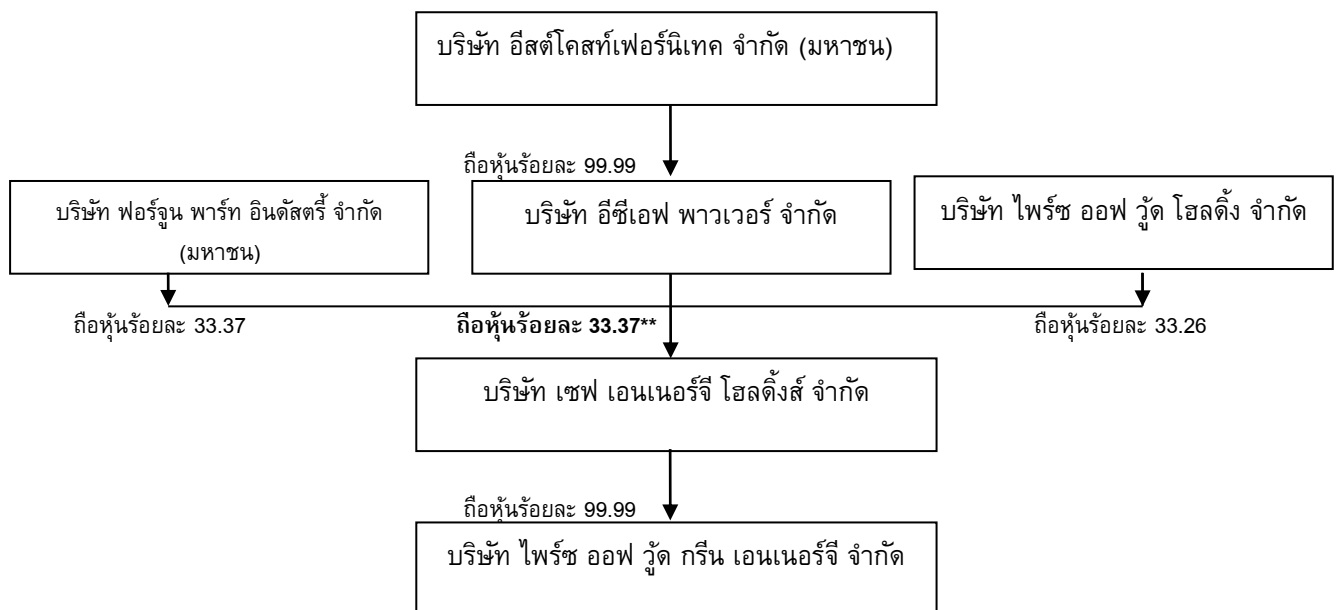 บริษัท อีสต์โคสท์เฟอร์นิเทค จำกัด (มหาชน)
ถือหุ้นร้อยละ 99.99
บริษัท ฟอร์จูน พาร์ท อินดัสตรี้ จำกัด
(มหาชน)
บริษัท อีซีเอฟ พาวเวอร์ จำกัด
บริษัท ไพร์ซ ออฟ วู้ด โฮลดิ้ง จำกัด
ถือหุ้นร้อยละ 33.37
ถือหุ้นร้อยละ 33.37**
ถือหุ้นร้อยละ 33.26
บริษัท เซฟ เอนเนอร์จี โฮลดิ้งส์ จำกัด
ถือหุ้นร้อยละ 99.99
บริษัท ไพร์ซ ออฟ วู้ด กรีน เอนเนอร์จี จำกัด